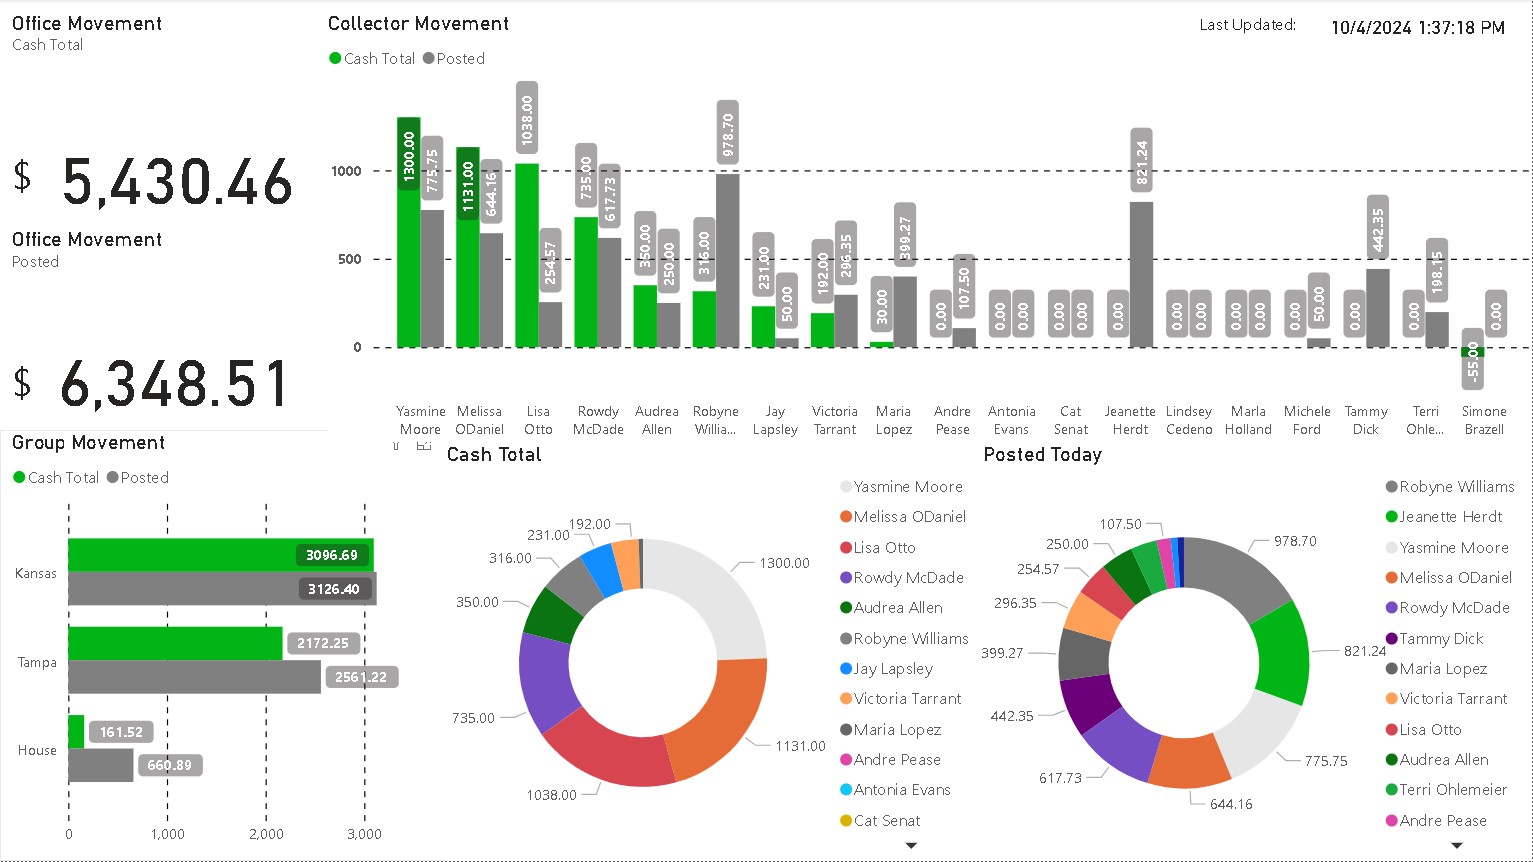 Office Movement
Cash Total
$ 5,430.46
Office Movement
Posted
$ 6,348.51
Collector Movement
Cash Total Posted
Last Updated: 10/4/2024 1:37:18 PM
1000
500
0
1300.00 775.75
1131.00 644.16
1038.00 254.57
735.00 617.73
350.00 250.00
316.00 978.70
231.00 50.00
192.00 296.35
30.00 399.27
0.00 107.50
0.00 0.00
0.00 0.00
0.00 821.24
0.00 0.00
0.00 0.00
0.00 50.00
0.00 442.35
0.00 198.15
-55.00 0.00
Yasmine Moore
Melissa ODaniel
Lisa Otto
Rowdy McDade
Audrea Allen
Robyne Willia...
Jay Lapsley
Victoria Tarrant
Maria Lopez
Andre Pease
Antonia Evans
Cat Senat
Jeanette Herdt
Lindsey Cedeno
Marla Holland
Michele Ford
Tammy Dick
Terri Ohle...
Simone Brazell
Group Movement
Cash Total Posted
Kansas
3096.69
3126.40
Tampa
2172.25
2561.22
House
161.52
660.89
0 1,000 2,000 3,000
Cash Total
1300.00
1131.00
1038.00
735.00
350.00
316.00
231.00
192.00
Yasmine Moore
Melissa ODaniel
Lisa Otto
Rowdy McDade
Audrea Allen
Robyne Williams
Jay Lapsley
Victoria Tarrant
Maria Lopez
Andre Pease
Antonia Evans
Cat Senat
Posted Today
978.70
821.24
775.75
644.16
617.73
442.35
399.27
296.35
254.57
250.00
107.50
Robyne Williams
Jeanette Herdt
Yasmine Moore
Melissa ODaniel
Rowdy McDade
Tammy Dick
Maria Lopez
Victoria Tarrant
Lisa Otto
Audrea Allen
Terri Ohlemeier
Andre Pease